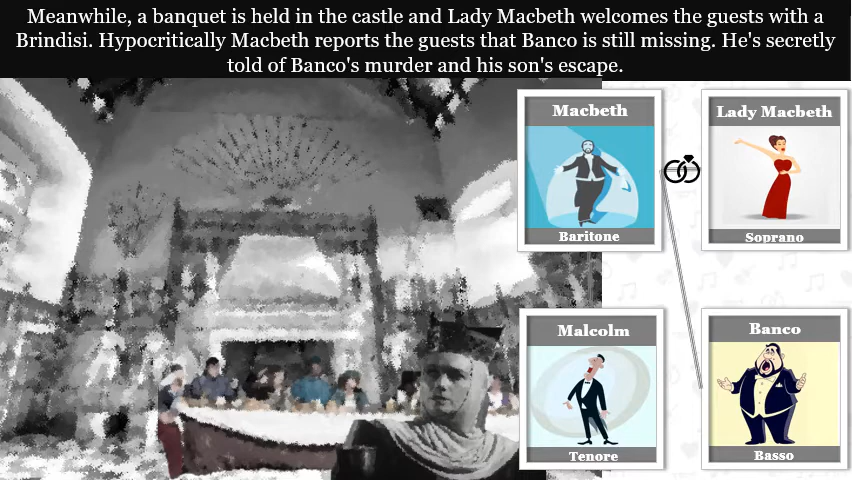 Meanwhile, a banquet is held in the castle and Lady Macbeth welcomes the guests with a
Brindisi. Hypocritically Macbeth reports the guests that Banco is still missing. He's secretly
told of Banco's murder and his son's escape.
Macbeth
Baritone
Lady Macbeth
Soprano
Malcolm
Tenore
Banco
Basso